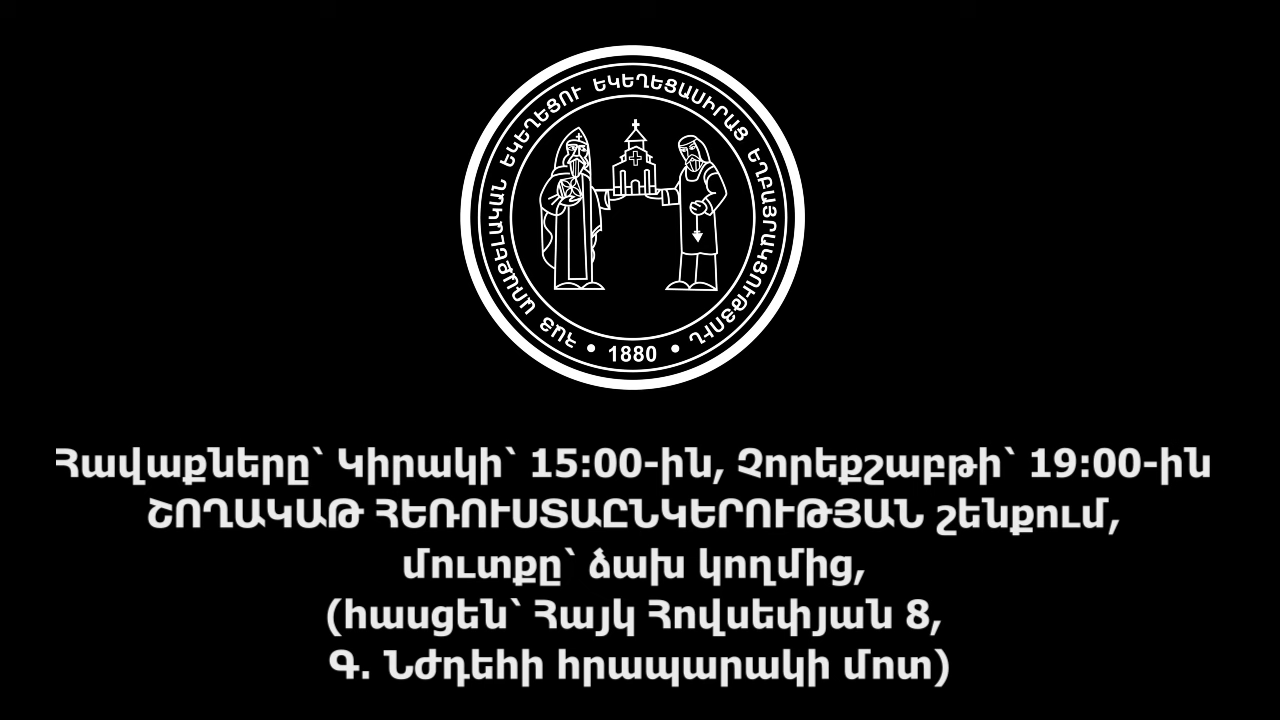 ՀԱՅ ԱՌԱՔԵԼԱԿԱՆ ԵԿԵՂԵՑՈՒ ԵԿԵՂԵՑԱՍԻՐԱՑ ԵՂԲԱՅՐԱԿՑՈՒԹՅՈՒՆ
• 1880 •
Հավաքները՝ Կիրակի՝ 15:00-ին, Չորեքշաբթի՝ 19:00-ին
ՇՈՂԱԿԱԹ ՀԵՌՈՒՍՏԱԸՆԿԵՐՈՒԹՅԱՆ շենքում,
մուտքը՝ ձախ կողմից,
(հասցեն՝ Հայկ Հովսեփյան 8,
Գ. Նժդեհի հրապարակի մոտ)